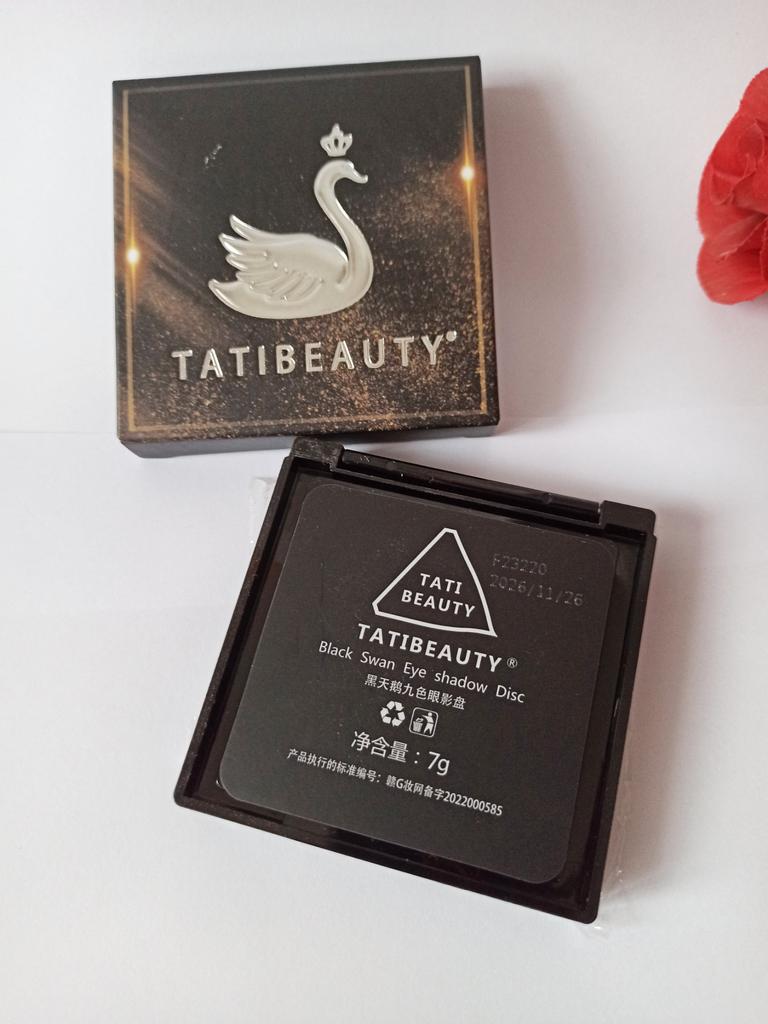 TATIBEAUTY®
F23220
2026/11/26
TATI
BEAUTY
TATIBEAUTY®
Black Swan Eye shadow Disc
黑天鹅九色眼影盘
净含量：7g
产品执行的标准编号：赣G妆网备字2022000585